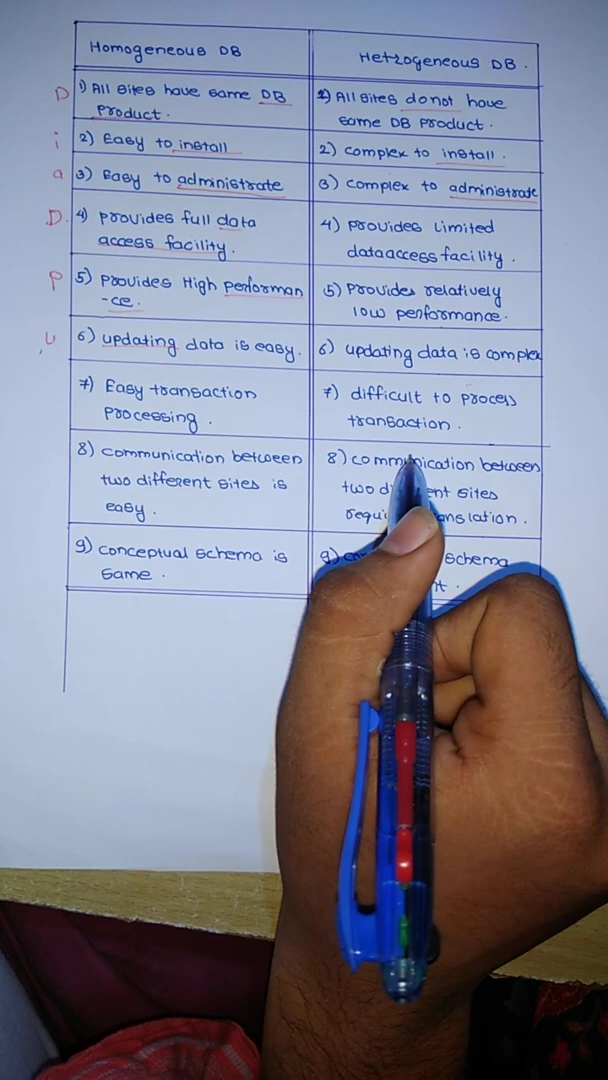 Homogeneous DB
Hetrogeneous DB.
D 1) All sites have same DB
product.
1) All sites donot have
same DB product.
i 2) Easy to install
2) complex to install.
a 3) Easy to administrate
3) complex to administrate
D. 4) provides full data
access facility.
4) provides limited
dataaccess facility.
P 5) provides High performan
-ce.
5) provides relatively
low performance.
u 6) updating data is easy.
6) updating data is complex
7) Easy transaction
processing.
7) difficult to process
transaction.
8) communication between
two different sites is
easy.
8) communication between
two sites
9) conceptual schema is
same.
9) schema